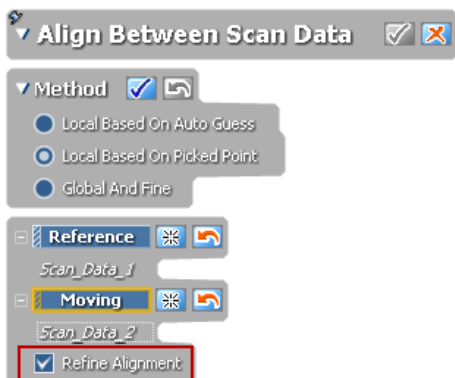 Align Between Scan Data
Method
Local Based On Auto Guess
Local Based On Picked Point
Global And Fine
Reference
Scan_Data_1
Moving
Scan_Data_2
Refine Alignment